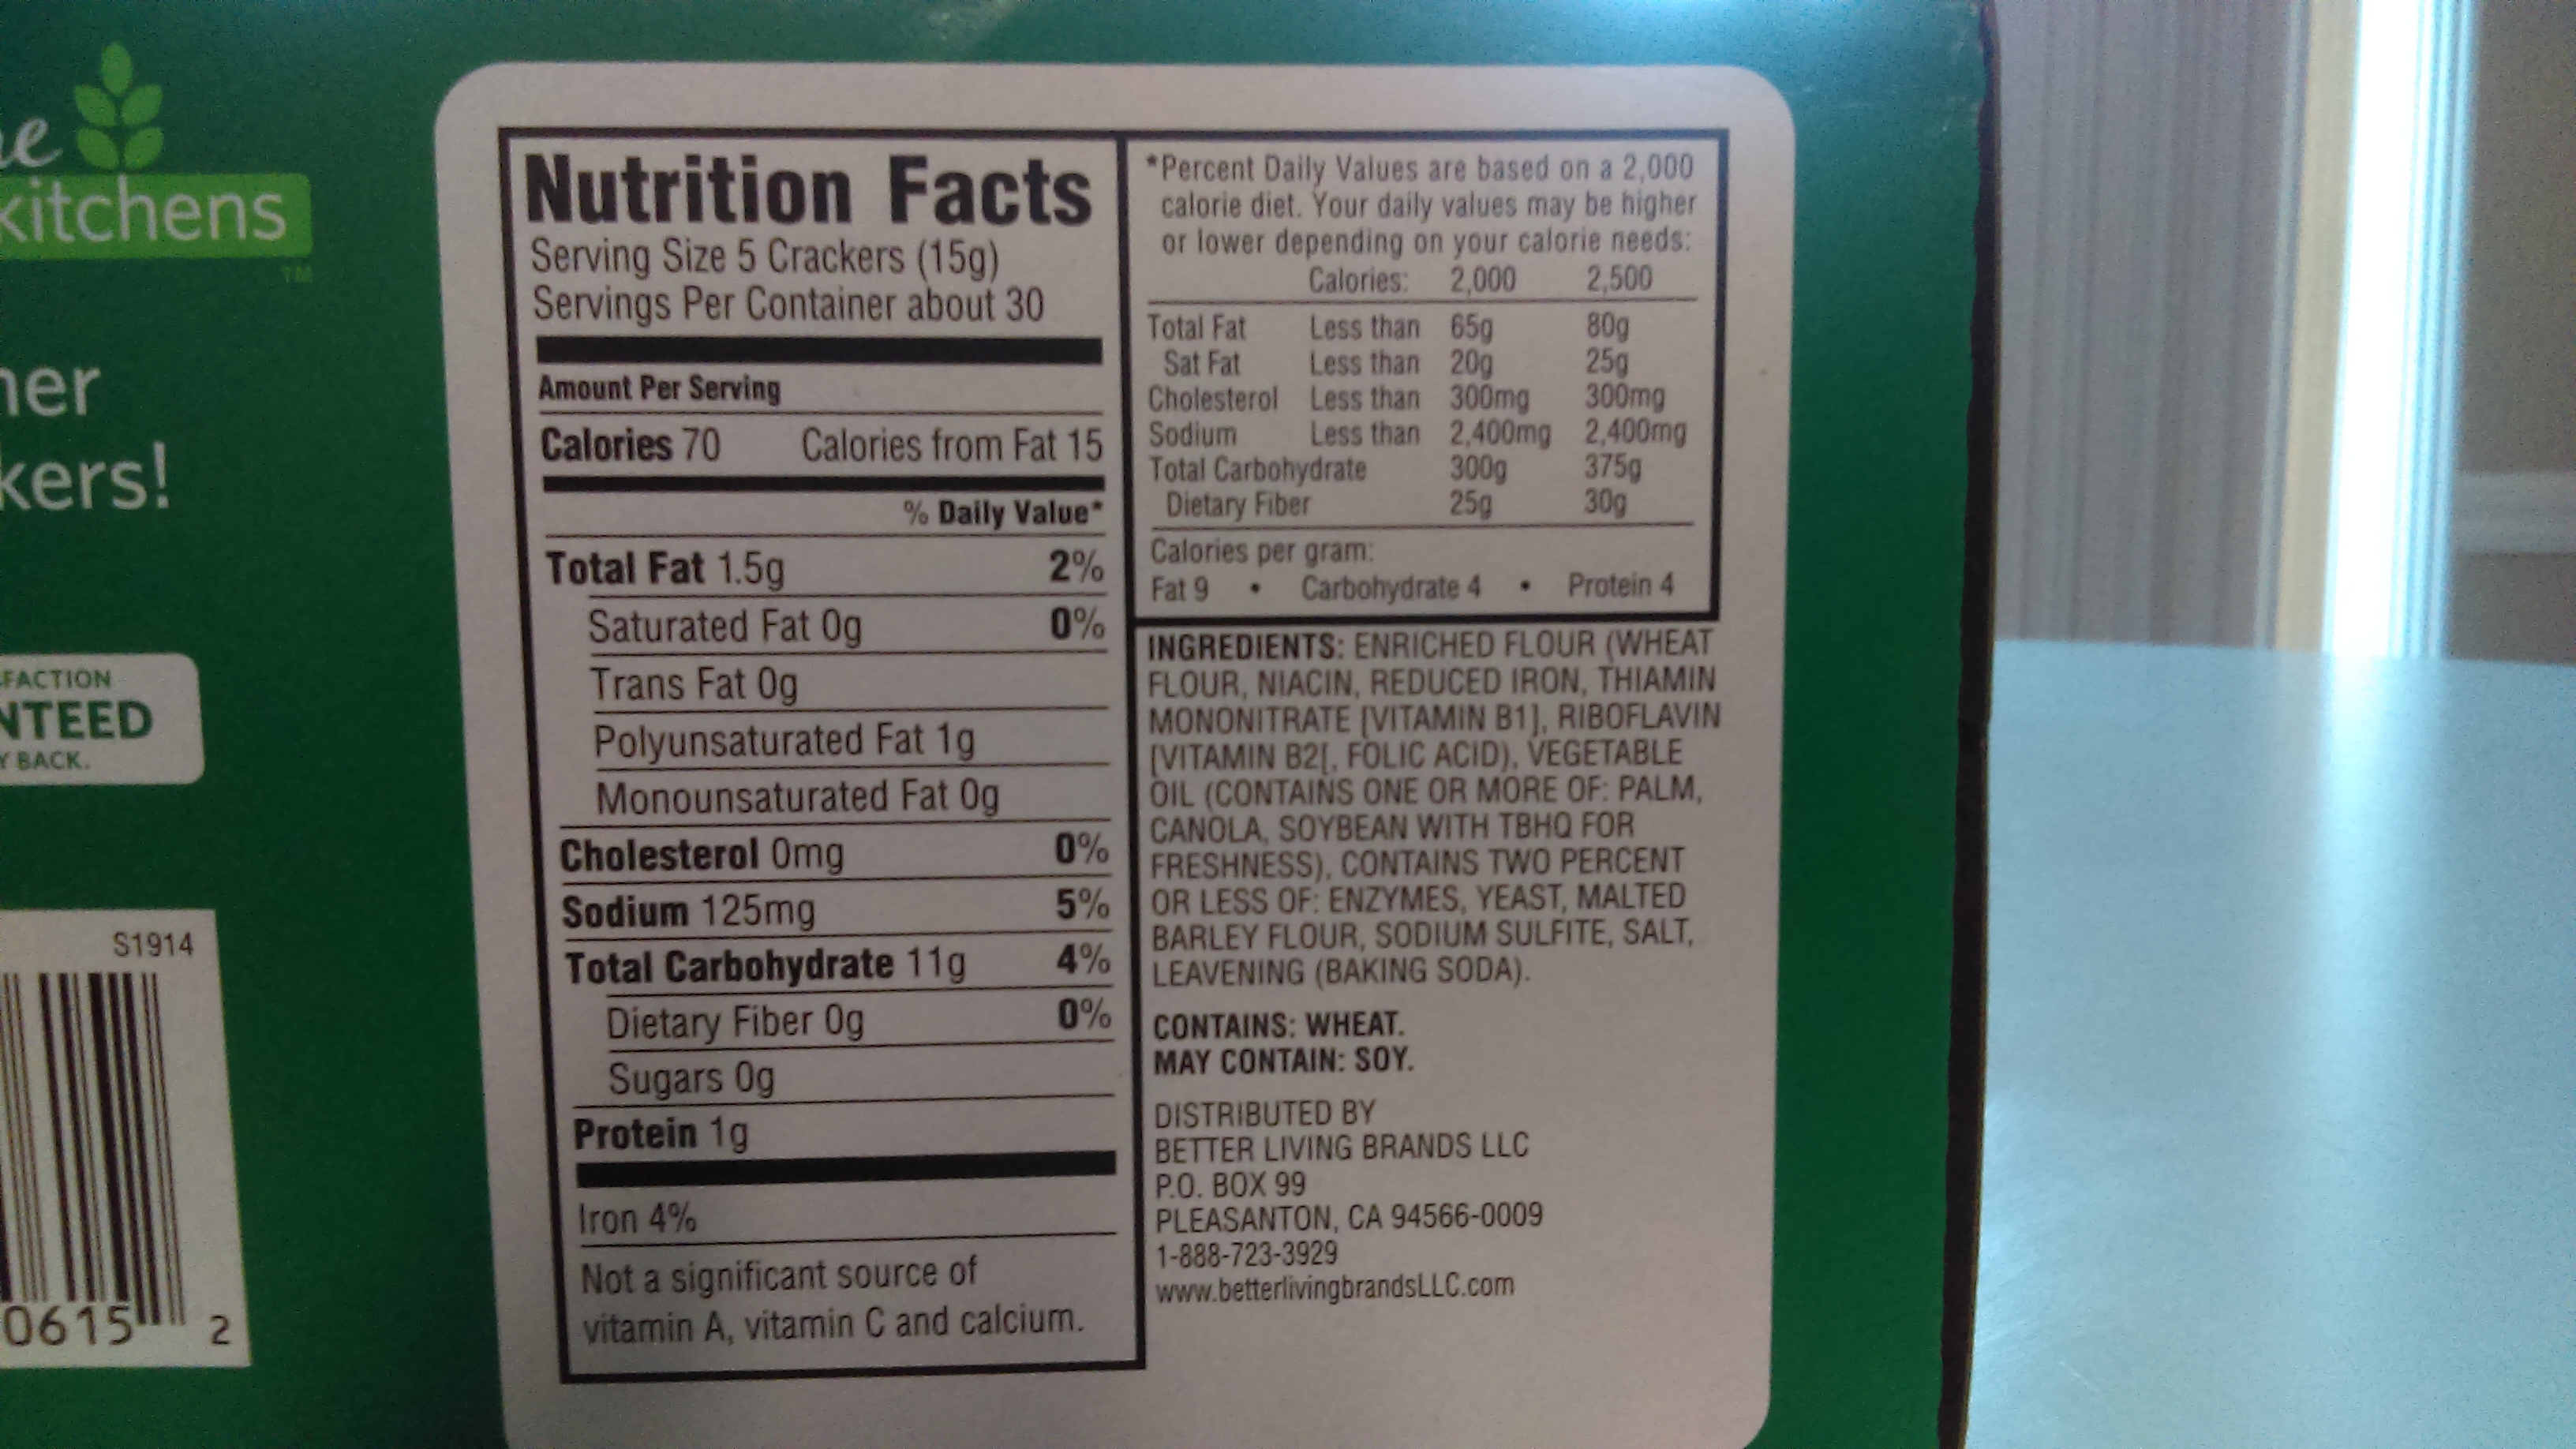 e
kitchens
TM
her
kers!
FACTION
NTEED
Y BACK.
S1914
0615 2
Nutrition Facts
Serving Size 5 Crackers (15g)
Servings Per Container about 30
Amount Per Serving
Calories 70 Calories from Fat 15
% Daily Value*
Total Fat 1.5g 2%
Saturated Fat 0g 0%
Trans Fat 0g
Polyunsaturated Fat 1g
Monounsaturated Fat 0g
Cholesterol 0mg 0%
Sodium 125mg 5%
Total Carbohydrate 11g 4%
Dietary Fiber 0g 0%
Sugars 0g
Protein 1g
Iron 4%
Not a significant source of
vitamin A, vitamin C and calcium.
*Percent Daily Values are based on a 2,000
calorie diet. Your daily values may be higher
or lower depending on your calorie needs:
Calories: 2,000 2,500
Total Fat Less than 65g 80g
Sat Fat Less than 20g 25g
Cholesterol Less than 300mg 300mg
Sodium Less than 2,400mg 2,400mg
Total Carbohydrate 300g 375g
Dietary Fiber 25g 30g
Calories per gram:
Fat 9 • Carbohydrate 4 • Protein 4
INGREDIENTS: ENRICHED FLOUR (WHEAT
FLOUR, NIACIN, REDUCED IRON, THIAMIN
MONONITRATE [VITAMIN B1], RIBOFLAVIN
[VITAMIN B2[, FOLIC ACID), VEGETABLE
OIL (CONTAINS ONE OR MORE OF: PALM,
CANOLA, SOYBEAN WITH TBHQ FOR
FRESHNESS), CONTAINS TWO PERCENT
OR LESS OF: ENZYMES, YEAST, MALTED
BARLEY FLOUR, SODIUM SULFITE, SALT,
LEAVENING (BAKING SODA).
CONTAINS: WHEAT.
MAY CONTAIN: SOY.
DISTRIBUTED BY
BETTER LIVING BRANDS LLC
P.O. BOX 99
PLEASANTON, CA 94566-0009
1-888-723-3929
www.betterlivingbrandsLLC.com